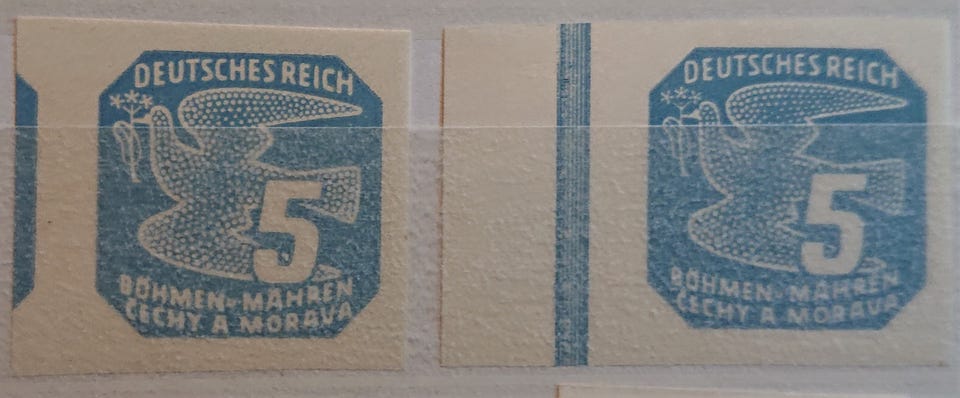 DEUTSCHES REICH
5
BÖHMEN-MÄHREN
ČECHY A MORAVA
DEUTSCHES REICH
5
BÖHMEN-MÄHREN
ČECHY A MORAVA